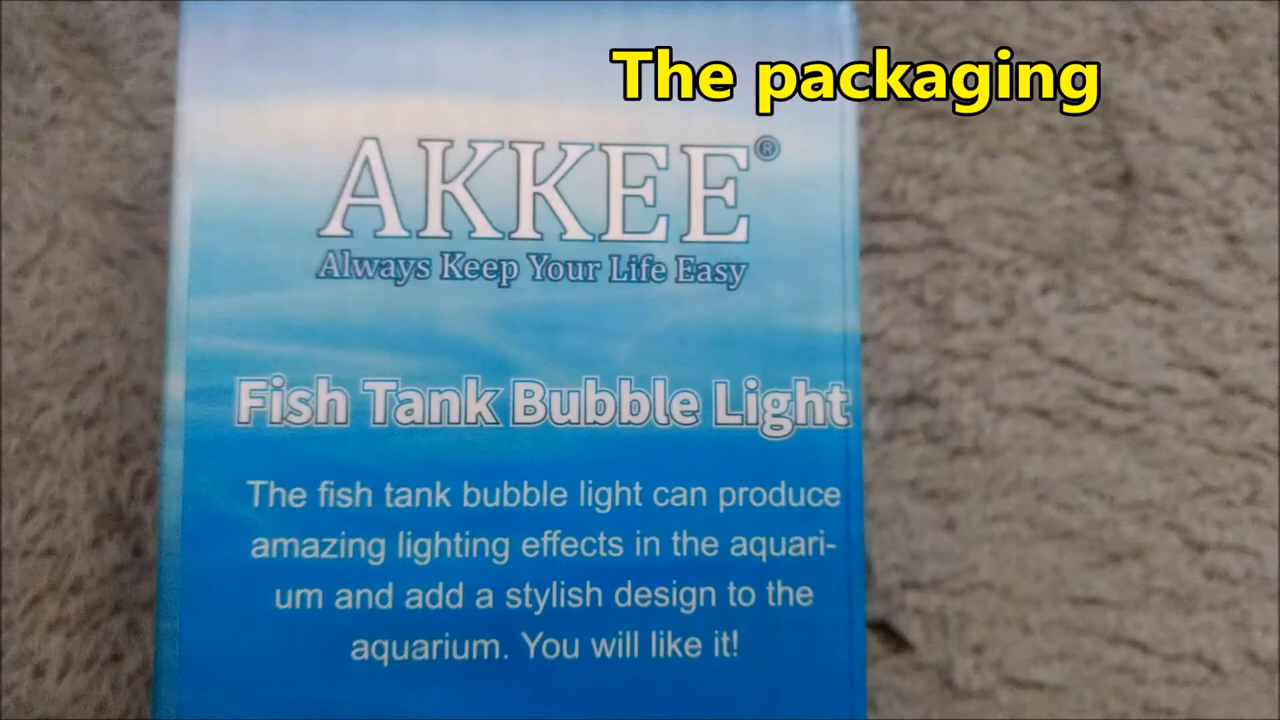 The packaging
AKKEE®
Always Keep Your Life Easy
Fish Tank Bubble Light
The fish tank bubble light can produce
amazing lighting effects in the aquari-
um and add a stylish design to the
aquarium. You will like it!